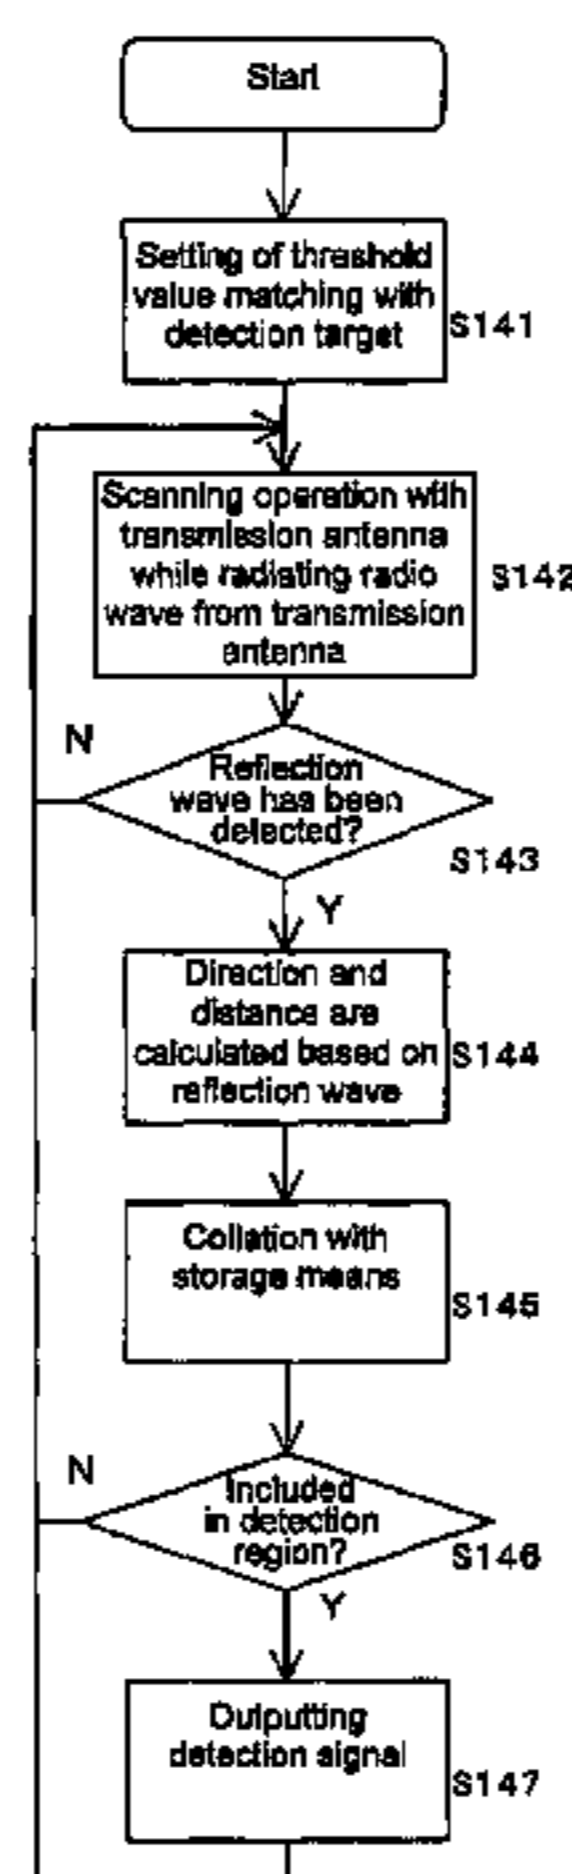 Start
Setting of threshold
value matching with
detection target
S141
Scanning operation with
transmission antenna
while radiating radio
wave from transmission
antenna
S142
N
Reflection
wave has been
detected?
S143
Y
Direction and
distance are
calculated based on
reflection wave
S144
Collation with
storage means
S145
N
Included
in detection
region?
S146
Y
Outputting
detection signal
S147